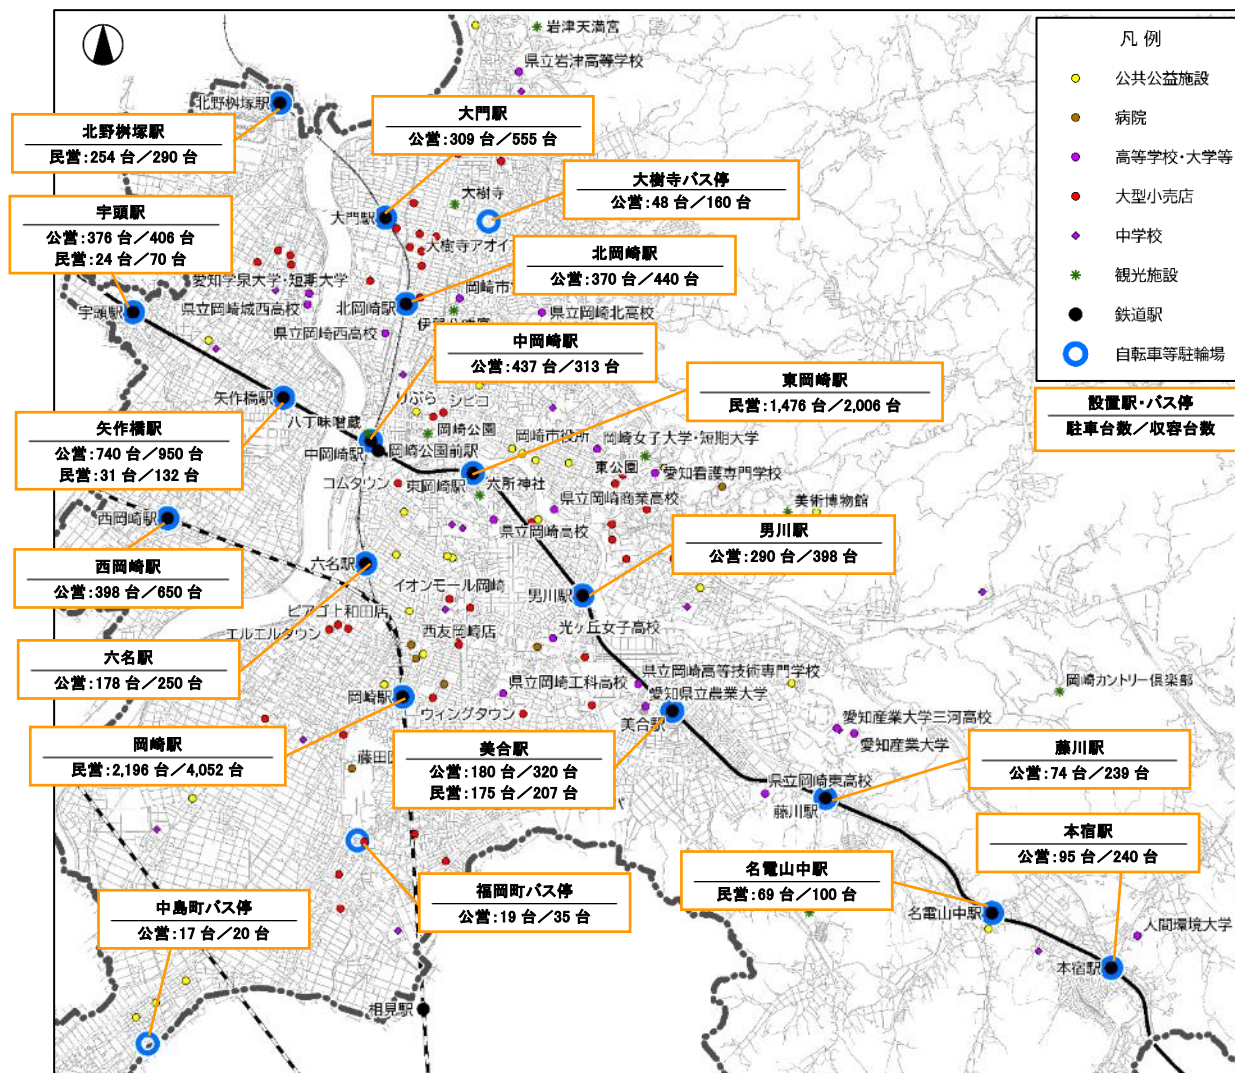 岩津天満宮
県立岩津高等学校
北野桝塚駅
北野桝塚駅
民営:254 台／290 台
大門駅
公営:309 台／555 台
大樹寺バス停
公営:48 台／160 台
大樹寺
大門駅
宇頭駅
公営:376 台／406 台
民営:24 台／70 台
愛知学泉大学・短期大学
県立岡崎城西高校
北岡崎駅
公営:370 台／440 台
北岡崎駅
宇頭駅
県立岡崎北高校
県立岡崎西高校
中岡崎駅
公営:437 台／313 台
東岡崎駅
民営:1,476 台／2,006 台
矢作橋駅
りぶら
シビコ
八丁味噌蔵
岡崎公園
中岡崎駅
岡崎公園前駅
岡崎市役所
岡崎女子大学・短期大学
矢作橋駅
公営:740 台／950 台
民営:31 台／132 台
コムタウン
東岡崎駅
六所神社
東公園
愛知看護専門学校
県立岡崎商業高校
美術博物館
西岡崎駅
県立岡崎高校
男川駅
公営:290 台／398 台
西岡崎駅
公営:398 台／650 台
六名駅
イオンモール岡崎
男川駅
ピアゴ上和田店
エルエルタウン
西友岡崎店
光ヶ丘女子高校
六名駅
公営:178 台／250 台
県立岡崎高等技術専門学校
県立岡崎工科高校
愛知県立農業大学
岡崎カントリー倶楽部
岡崎駅
ウィングタウン
美合駅
愛知産業大学三河高校
愛知産業大学
岡崎駅
民営:2,196 台／4,052 台
美合駅
公営:180 台／320 台
民営:175 台／207 台
県立岡崎東高校
藤川駅
藤川駅
公営:74 台／239 台
本宿駅
公営:95 台／240 台
名電山中駅
民営:69 台／100 台
福岡町バス停
公営:19 台／35 台
中島町バス停
公営:17 台／20 台
名電山中駅
人間環境大学
本宿駅
相見駅
凡 例
公共公益施設
病院
高等学校・大学等
大型小売店
中学校
観光施設
鉄道駅
自転車等駐輪場
設置駅・バス停
駐車台数／収容台数